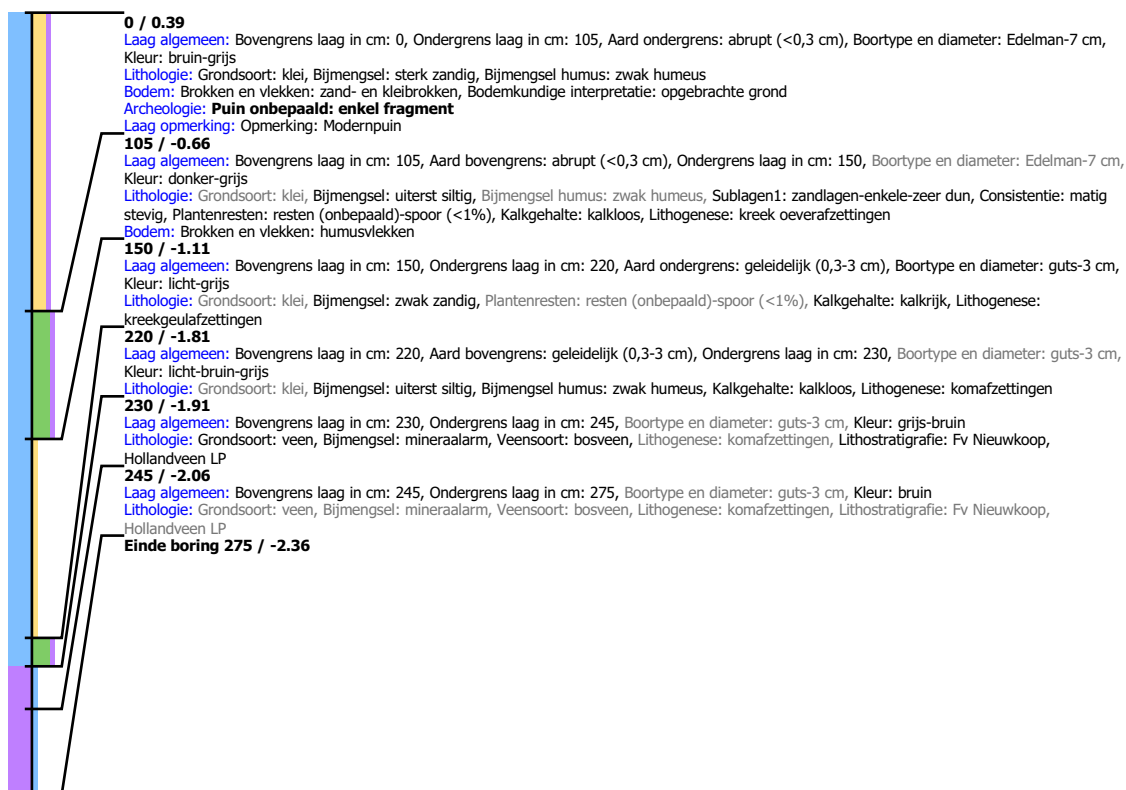 0 / 0.39
Laag algemeen: Bovengrens laag in cm: 0, Ondergrens laag in cm: 105, Aard ondergrens: abrupt (<0,3 cm), Boortype en diameter: Edelman-7 cm,
Kleur: bruin-grijs
Lithologie: Grondsoort: klei, Bijmengsel: sterk zandig, Bijmengsel humus: zwak humeus
Bodem: Brokken en vlekken: zand- en kleibrokken, Bodemkundige interpretatie: opgebrachte grond
Archeologie: Puin onbepaald: enkel fragment
Laag opmerking: Opmerking: Modernpuin
105 / -0.66
Laag algemeen: Bovengrens laag in cm: 105, Aard bovengrens: abrupt (<0,3 cm), Ondergrens laag in cm: 150, Boortype en diameter: Edelman-7 cm,
Kleur: donker-grijs
Lithologie: Grondsoort: klei, Bijmengsel: uiterst siltig, Bijmengsel humus: zwak humeus, Sublagen1: zandlagen-enkele-zeer dun, Consistentie: matig
stevig, Plantenresten: resten (onbepaald)-spoor (<1%), Kalkgehalte: kalkloos, Lithogenese: kreek oeverafzettingen
Bodem: Brokken en vlekken: humusvlekken
150 / -1.11
Laag algemeen: Bovengrens laag in cm: 150, Ondergrens laag in cm: 220, Aard ondergrens: geleidelijk (0,3-3 cm), Boortype en diameter: guts-3 cm,
Kleur: licht-grijs
Lithologie: Grondsoort: klei, Bijmengsel: zwak zandig, Plantenresten: resten (onbepaald)-spoor (<1%), Kalkgehalte: kalkrijk, Lithogenese:
kreekgeulafzettingen
220 / -1.81
Laag algemeen: Bovengrens laag in cm: 220, Aard bovengrens: geleidelijk (0,3-3 cm), Ondergrens laag in cm: 230, Boortype en diameter: guts-3 cm,
Kleur: licht-bruin-grijs
Lithologie: Grondsoort: klei, Bijmengsel: uiterst siltig, Bijmengsel humus: zwak humeus, Kalkgehalte: kalkloos, Lithogenese: komafzettingen
230 / -1.91
Laag algemeen: Bovengrens laag in cm: 230, Ondergrens laag in cm: 245, Boortype en diameter: guts-3 cm, Kleur: grijs-bruin
Lithologie: Grondsoort: veen, Bijmengsel: mineraalarm, Veensoort: bosveen, Lithogenese: komafzettingen, Lithostratigrafie: Fv Nieuwkoop,
Hollandveen LP
245 / -2.06
Laag algemeen: Bovengrens laag in cm: 245, Ondergrens laag in cm: 275, Boortype en diameter: guts-3 cm, Kleur: bruin
Lithologie: Grondsoort: veen, Bijmengsel: mineraalarm, Veensoort: bosveen, Lithogenese: komafzettingen, Lithostratigrafie: Fv Nieuwkoop,
Hollandveen LP
Einde boring 275 / -2.36